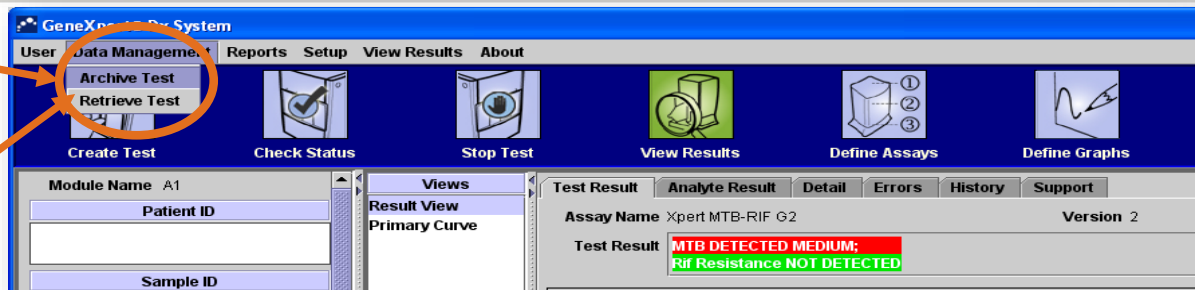 GeneXpert® Dx System
User Data Management Reports Setup View Results About
Archive Test
Retrieve Test
1
2
3
Create Test Check Status Stop Test View Results Define Assays Define Graphs
Module Name A1
Patient ID
Sample ID
Views
Result View
Primary Curve
Test Result Analyte Result Detail Errors History Support
Assay Name Xpert MTB-RIF G2 Version 2
Test Result MTB DETECTED MEDIUM;
Rif Resistance NOT DETECTED